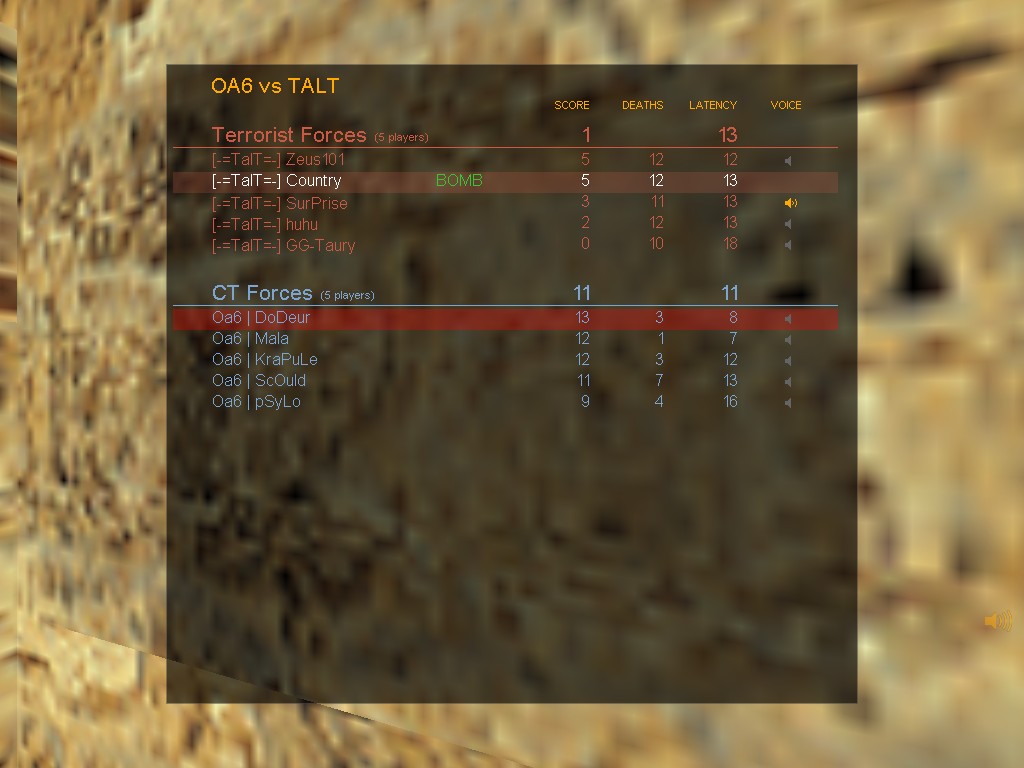 OA6 vs TALT
SCORE DEATHS LATENCY VOICE
Terrorist Forces (5 players) 1 13
[-=TalT=-] Zeus101 5 12 12
[-=TalT=-] Country BOMB 5 12 13
[-=TalT=-] SurPrise 3 11 13
[-=TalT=-] huhu 2 12 13
[-=TalT=-] GG-Taury 0 10 18
CT Forces (5 players) 11 11
Oa6 | DoDeur 13 3 8
Oa6 | Mala 12 1 7
Oa6 | KraPuLe 12 3 12
Oa6 | ScOuld 11 7 13
Oa6 | pSyLo 9 4 16